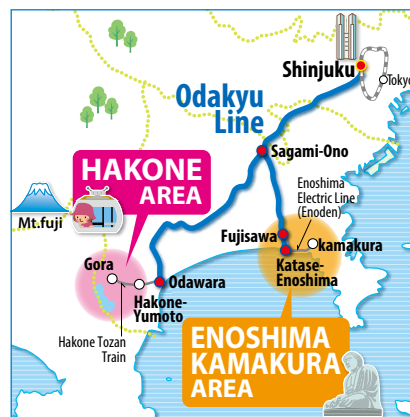 Shinjuku
Tokyo
Odakyu
Line
Sagami-Ono
HAKONE
AREA
Enoshima
Electric Line
(Enoden)
Mt.fuji
Fujisawa
kamakura
Gora
Katase-
Enoshima
Odawara
Hakone-
Yumoto
Hakone Tozan
Train
ENOSHIMA
KAMAKURA
AREA